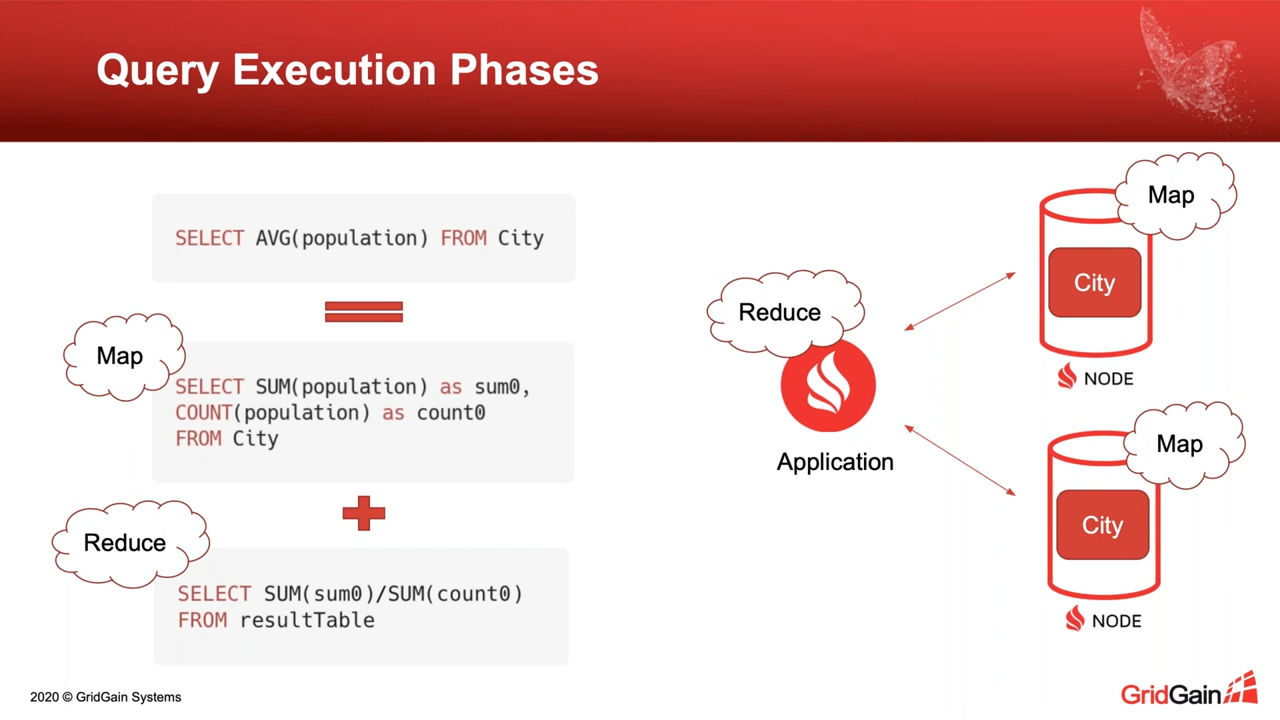 Query Execution Phases
SELECT AVG(population) FROM City
Map
SELECT SUM(population) as sum0,
COUNT(population) as count0
FROM City
Reduce
SELECT SUM(sum0)/SUM(count0)
FROM resultTable
Reduce
Application
Map
City
NODE
Map
City
NODE
2020 © GridGain Systems
GridGain